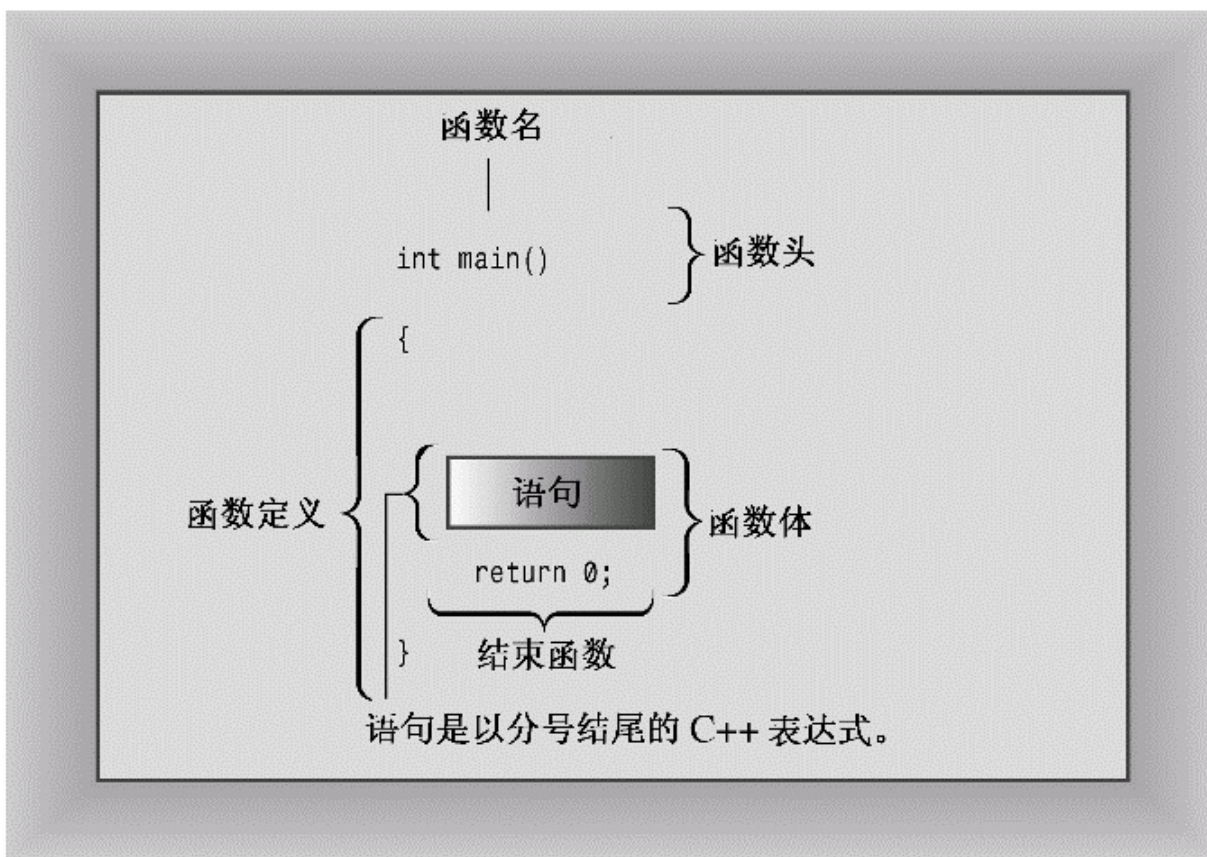 函数名
int main()
函数头
{
函数定义
语句
函数体
return 0;
}
结束函数
语句是以分号结尾的 C++ 表达式。